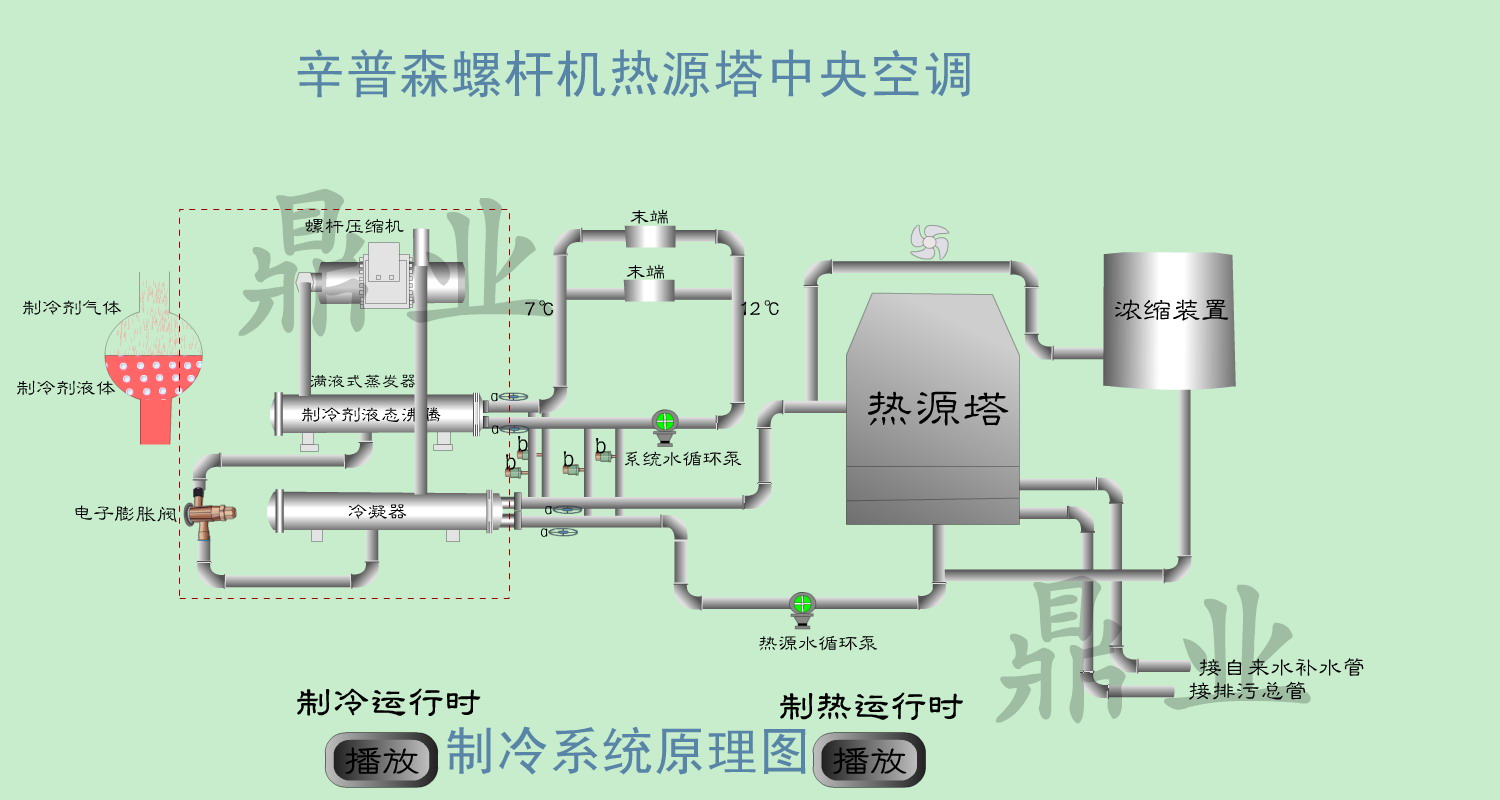 辛普森螺杆机热源塔中央空调
鼎业
螺杆压缩机
末端
末端
7℃
12℃
制冷剂气体
浓缩装置
制冷剂液体
满液式蒸发器
a
制冷剂液态沸腾
热源塔
a
b
b
b
b
系统水循环泵
电子膨胀阀
冷凝器
a
a
热源水循环泵
鼎业
接自来水补水管
接排污总管
制冷运行时
制热运行时
播放
制冷系统原理图
播放